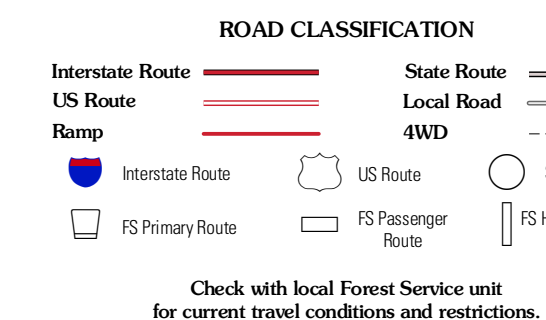 ROAD CLASSIFICATION
Interstate Route State Route
US Route Local Road
Ramp 4WD
Interstate Route US Route
FS Primary Route FS Passenger Route FS
Check with local Forest Service unit
for current travel conditions and restrictions.